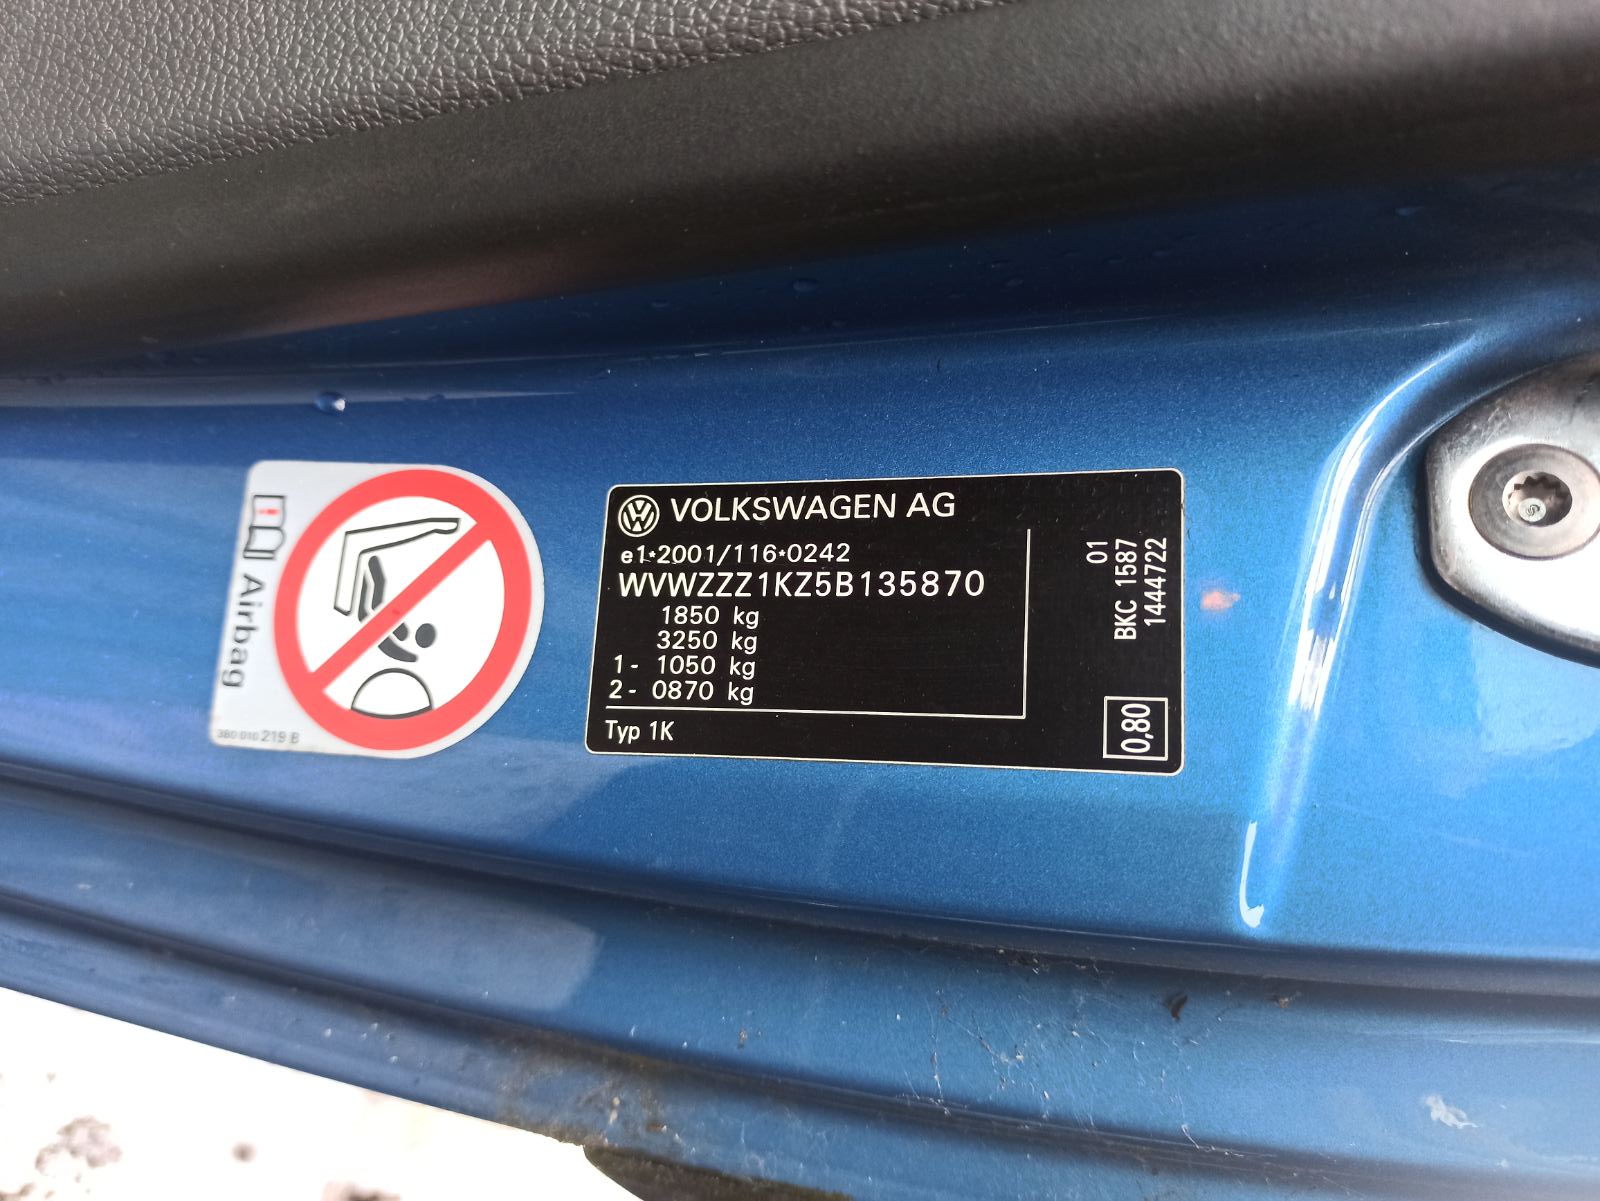 Airbag
3B0 010 219 B
VOLKSWAGEN AG
e1*2001/116*0242
WVWZZZ1KZ5B135870
1850 kg
3250 kg
1- 1050 kg
2- 0870 kg
Typ 1K
01
BKC 1587
1444722
0,80